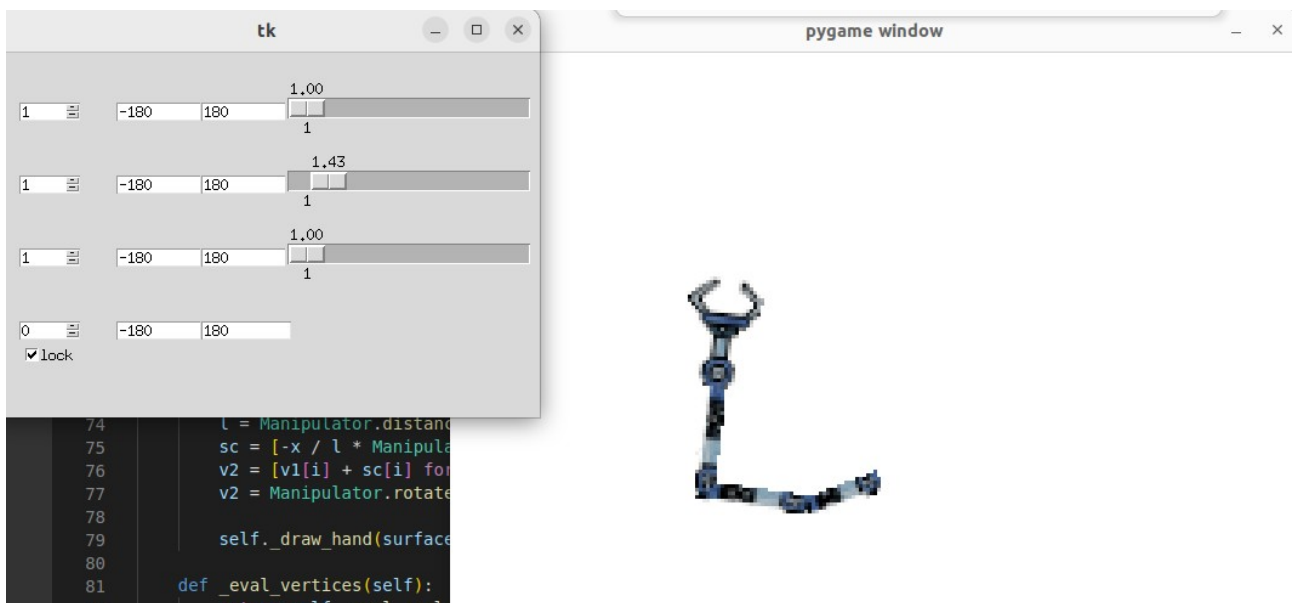 tk
pygame window
1.00
1 -180 180
1
1.43
1 -180 180
1
1.00
1 -180 180
1
0 -180 180
lock
74 l = Manipulator.distanc
75 sc = [-x / l * Manipula
76 v2 = [v1[i] + sc[i] for
77 v2 = Manipulator.rotate
78
79 self._draw_hand(surface
80
81 def _eval_vertices(self):